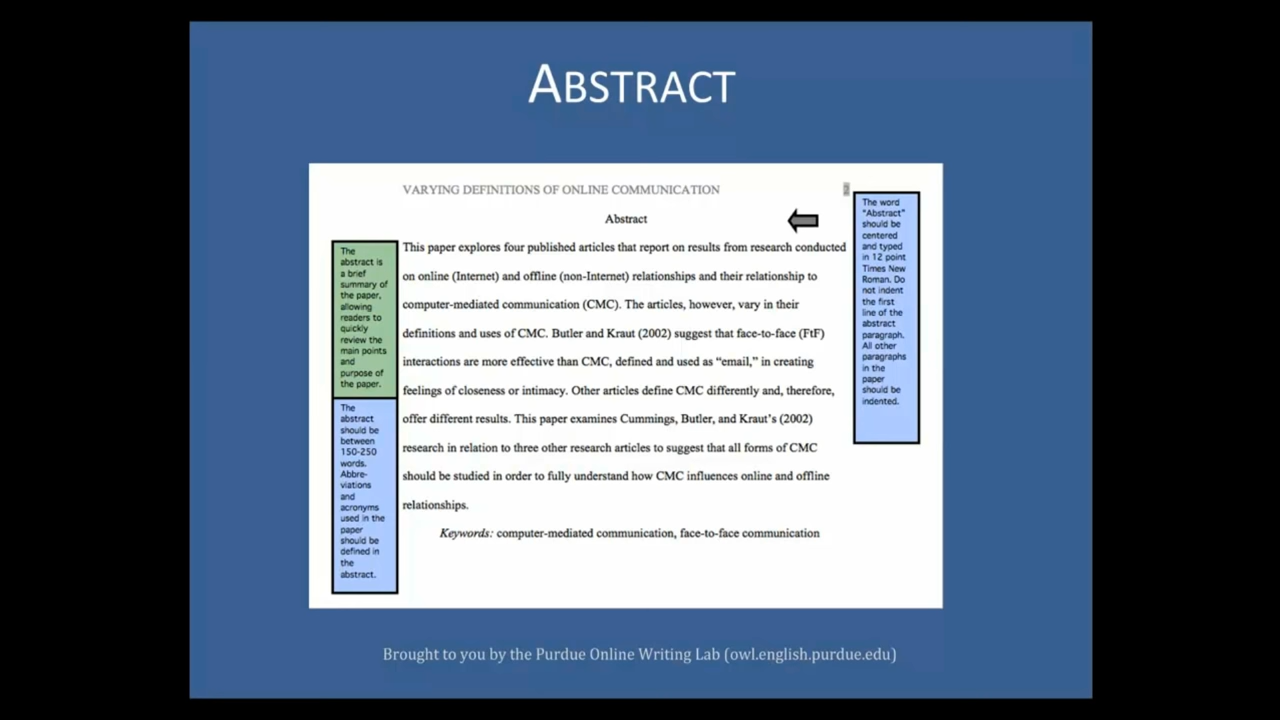 ABSTRACT
VARYING DEFINITIONS OF ONLINE COMMUNICATION
Abstract
This paper explores four published articles that report on results from research conducted
on online (Internet) and offline (non-Internet) relationships and their relationship to
computer-mediated communication (CMC). The articles, however, vary in their
definitions and uses of CMC. Butler and Kraut (2002) suggest that face-to-face (FtF)
interactions are more effective than CMC, defined and used as “email,” in creating
feelings of closeness or intimacy. Other articles define CMC differently and, therefore,
offer different results. This paper examines Cummings, Butler, and Kraut’s (2002)
research in relation to three other research articles to suggest that all forms of CMC
should be studied in order to fully understand how CMC influences online and offline
relationships.
Keywords: computer-mediated communication, face-to-face communication
The
abstract is
a brief
summary of
the paper,
allowing
readers to
quickly
review the
main points
and
purpose of
the paper.
The
abstract
should be
between
150-250
words.
Abbre-
viations
and
acronyms
used in the
paper
should be
defined in
the
abstract.
The word
“Abstract”
should be
centered
and typed
in 12 point
Times New
Roman. Do
not indent
the first
line of the
abstract
paragraph.
All other
paragraphs
in the
paper
should be
indented.
Brought to you by the Purdue Online Writing Lab (owl.english.purdue.edu)